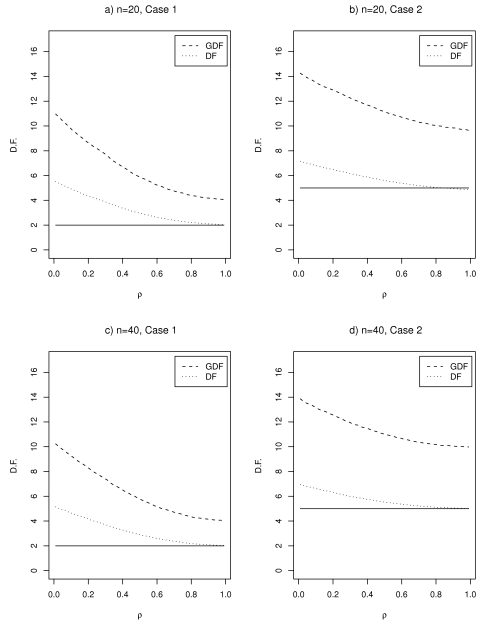 a) n=20, Case 1
GDF
DF
D.F.
0 2 4 6 8 10 12 14 16
0.0 0.2 0.4 0.6 0.8 1.0
ρ
b) n=20, Case 2
GDF
DF
D.F.
0 2 4 6 8 10 12 14 16
0.0 0.2 0.4 0.6 0.8 1.0
ρ
c) n=40, Case 1
GDF
DF
D.F.
0 2 4 6 8 10 12 14 16
0.0 0.2 0.4 0.6 0.8 1.0
ρ
d) n=40, Case 2
GDF
DF
D.F.
0 2 4 6 8 10 12 14 16
0.0 0.2 0.4 0.6 0.8 1.0
ρ